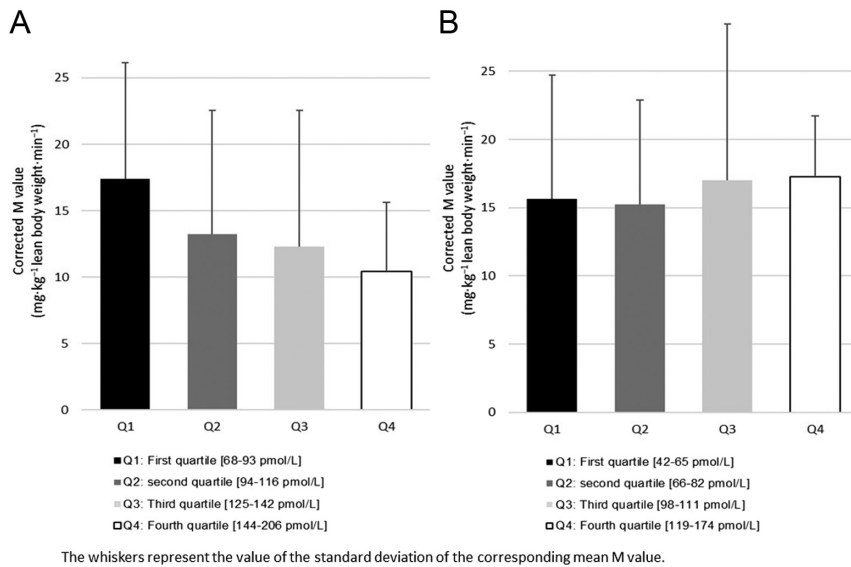 A
Corrected M value
(mg·kg⁻¹ lean body weight·min⁻¹)
25
20
15
10
5
0
Q1 Q2 Q3 Q4
Q1: First quartile [68-93 pmol/L]
Q2: second quartile [94-116 pmol/L]
Q3: Third quartile [125-142 pmol/L]
Q4: Fourth quartile [144-206 pmol/L]
B
Corrected M value
(mg·kg⁻¹ lean body weight·min⁻¹)
25
20
15
10
5
0
Q1 Q2 Q3 Q4
Q1: First quartile [42-65 pmol/L]
Q2: second quartile [66-82 pmol/L]
Q3: Third quartile [98-111 pmol/L]
Q4: Fourth quartile [119-174 pmol/L]
The whiskers represent the value of the standard deviation of the corresponding mean M value.